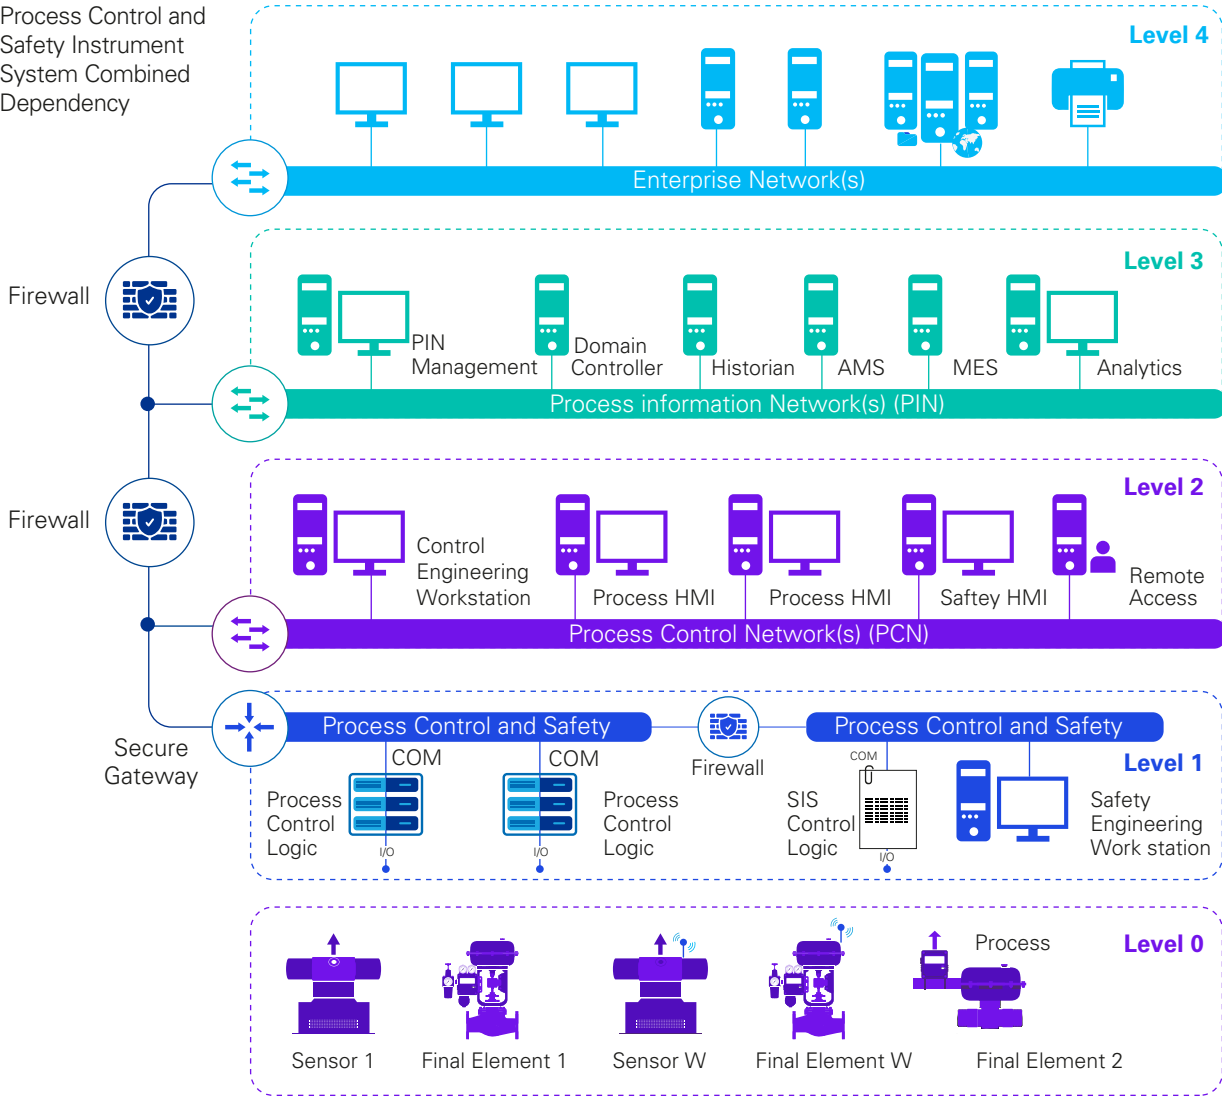 Process Control and
Safety Instrument
System Combined
Dependency
Level 4
Enterprise Network(s)
Firewall
Level 3
PIN
Management
Domain
Controller
Historian
AMS
MES
Analytics
Process information Network(s) (PIN)
Firewall
Level 2
Control
Engineering
Workstation
Process HMI
Process HMI
Saftey HMI
Remote
Access
Process Control Network(s) (PCN)
Secure
Gateway
Process Control and Safety
Firewall
Process Control and Safety
Level 1
COM
COM
COM
Process
Control
Logic
I/O
Process
Control
Logic
I/O
SIS
Control
Logic
I/O
Safety
Engineering
Work station
Level 0
Process
Sensor 1
Final Element 1
Sensor W
Final Element W
Final Element 2